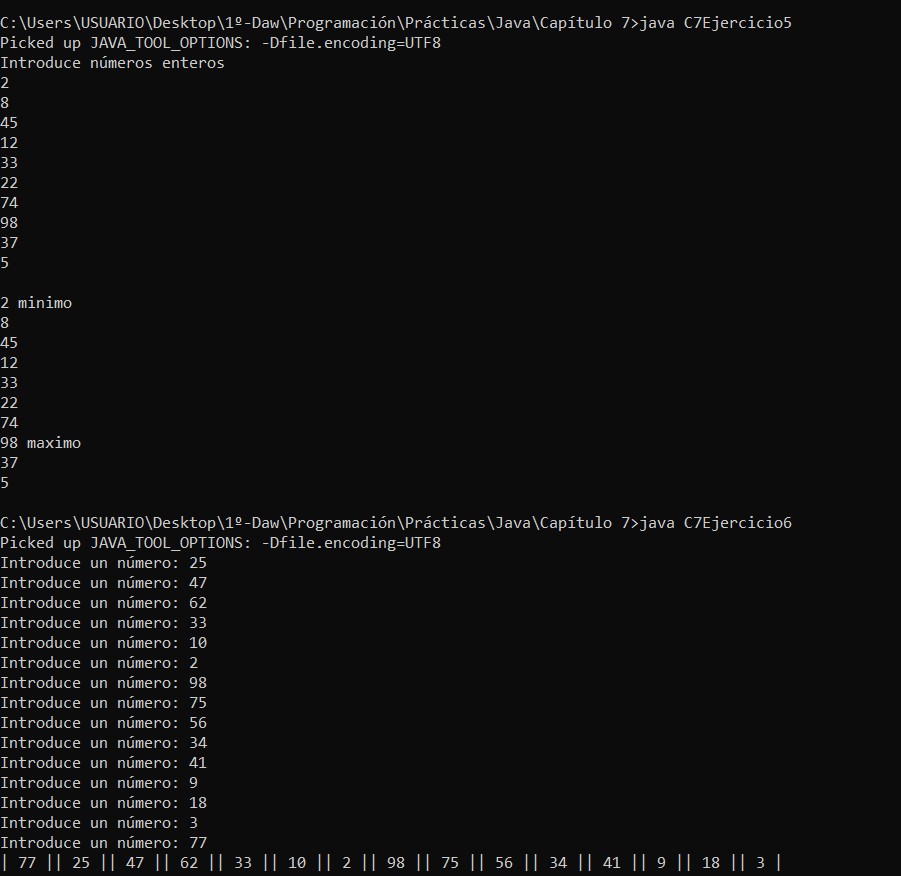 C:\Users\USUARIO\Desktop\1º-Daw\Programación\Prácticas\Java\Capítulo 7>java C7Ejercicio5
Picked up JAVA_TOOL_OPTIONS: -Dfile.encoding=UTF8
Introduce números enteros
2
8
45
12
33
22
74
98
37
5
2 minimo
8
45
12
33
22
74
98 maximo
37
5
C:\Users\USUARIO\Desktop\1º-Daw\Programación\Prácticas\Java\Capítulo 7>java C7Ejercicio6
Picked up JAVA_TOOL_OPTIONS: -Dfile.encoding=UTF8
Introduce un número: 25
Introduce un número: 47
Introduce un número: 62
Introduce un número: 33
Introduce un número: 10
Introduce un número: 2
Introduce un número: 98
Introduce un número: 75
Introduce un número: 56
Introduce un número: 34
Introduce un número: 41
Introduce un número: 9
Introduce un número: 18
Introduce un número: 3
Introduce un número: 77
| 77 || 25 || 47 || 62 || 33 || 10 || 2 || 98 || 75 || 56 || 34 || 41 || 9 || 18 || 3 |